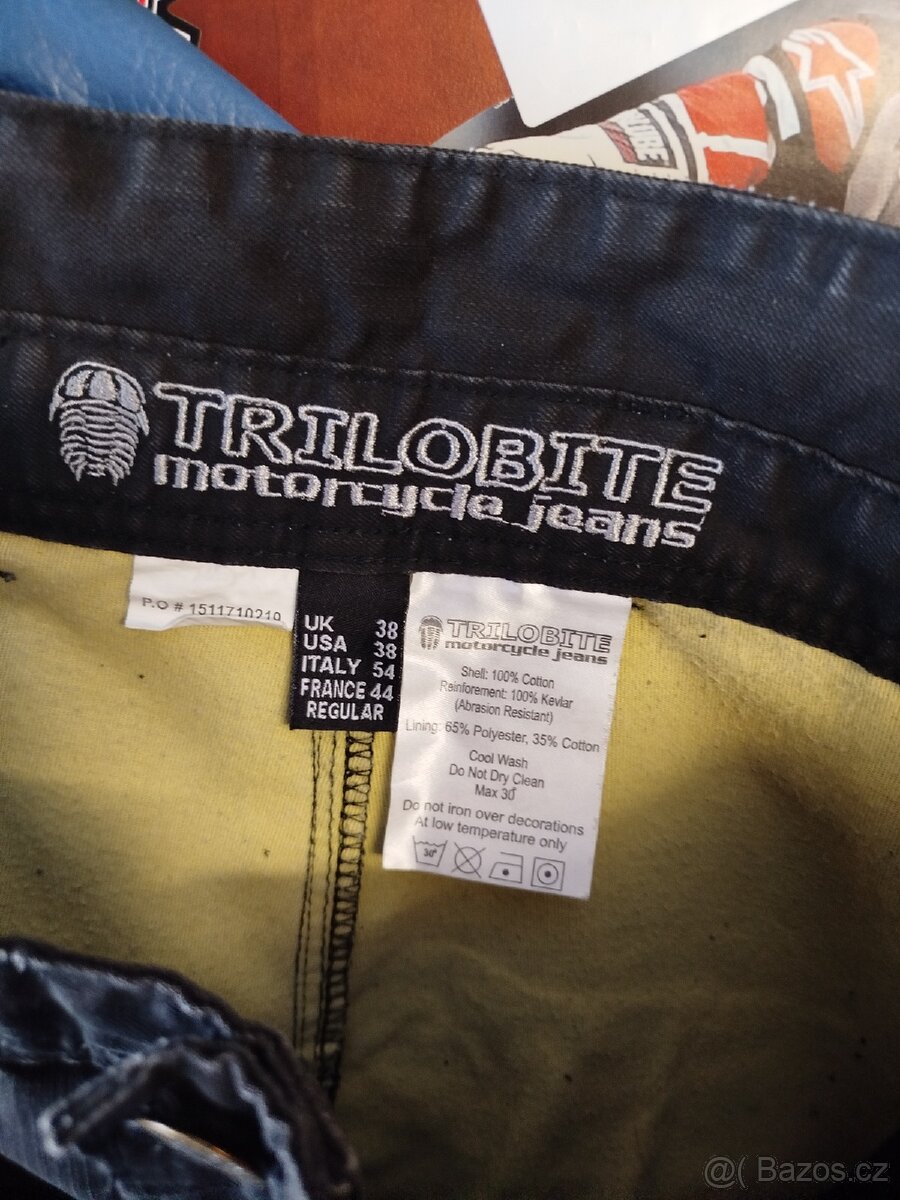 TRILOBITE
motorcycle jeans
P.O # 1511710210
UK 38
USA 38
ITALY 54
FRANCE 44
REGULAR
TRILOBITE
motorcycle jeans
Shell: 100% Cotton
Reinforement: 100% Kevlar
(Abrasion Resistant)
Lining: 65% Polyester, 35% Cotton
Cool Wash
Do Not Dry Clean
Max 30°
Do not iron over decorations
At low temperature only
30°
@( Bazos.cz